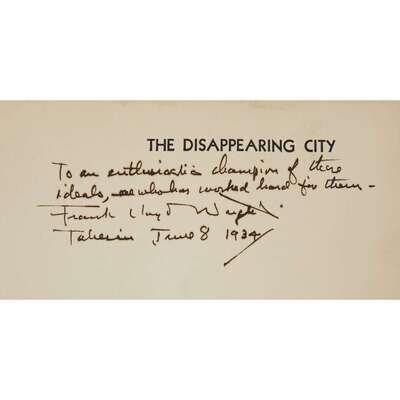 THE DISAPPEARING CITY
To an enthusiastic champion of these
ideals, one who has worked hard for them –
Frank Lloyd Wright
Taliesin June 8 1934